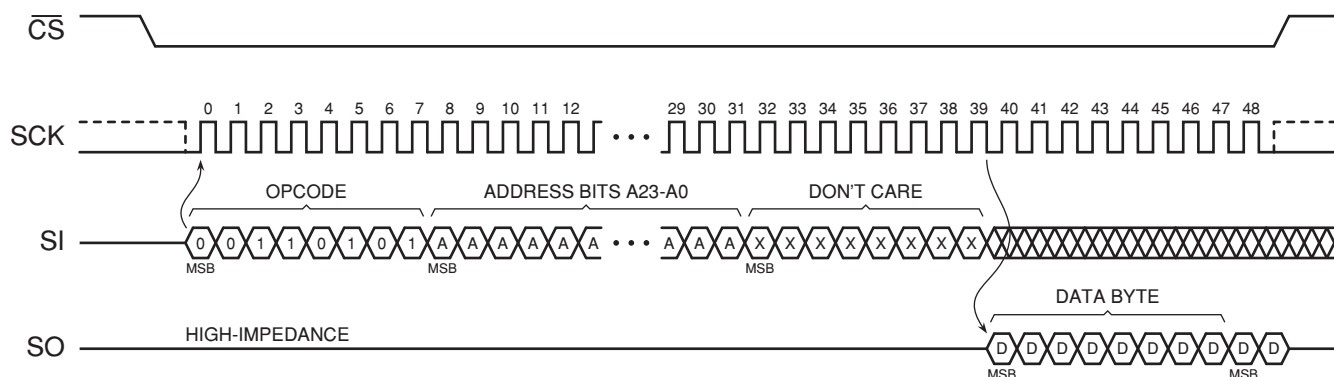 CS
0 1 2 3 4 5 6 7 8 9 10 11 12 29 30 31 32 33 34 35 36 37 38 39 40 41 42 43 44 45 46 47 48
SCK
OPCODE ADDRESS BITS A23-A0 DON'T CARE
SI 0 0 1 1 0 1 0 1 A A A A A A • • • A A A X X X X X X X X
MSB MSB MSB
DATA BYTE
HIGH-IMPEDANCE
SO D D D D D D D D D D
MSB MSB